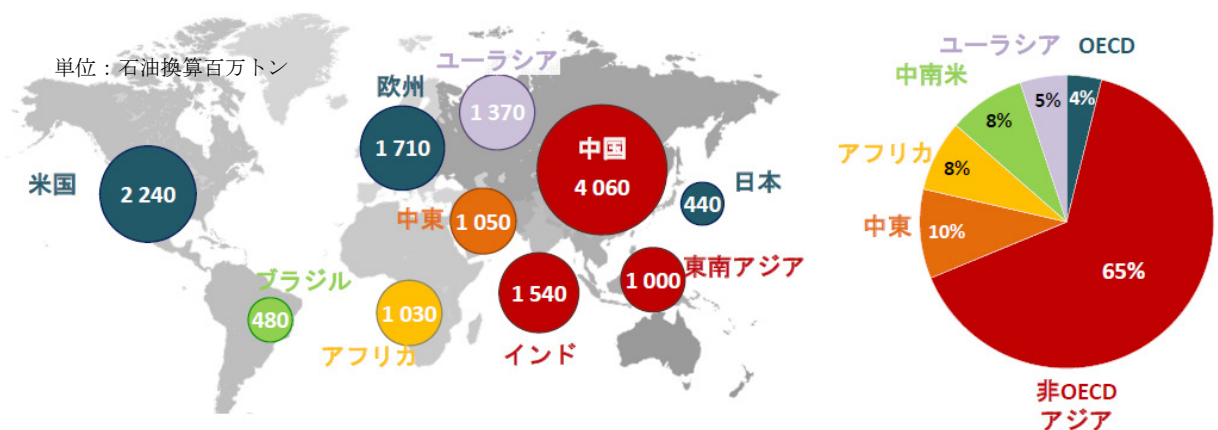 単位：石油換算百万トン
米国
2 240
欧州
1 710
ユーラシア
1 370
中国
4 060
日本
440
中東
1 050
東南アジア
1 000
インド
1 540
ブラジル
480
アフリカ
1 030
ユーラシア
5%
OECD
4%
中南米
8%
アフリカ
8%
中東
10%
65%
非OECD
アジア